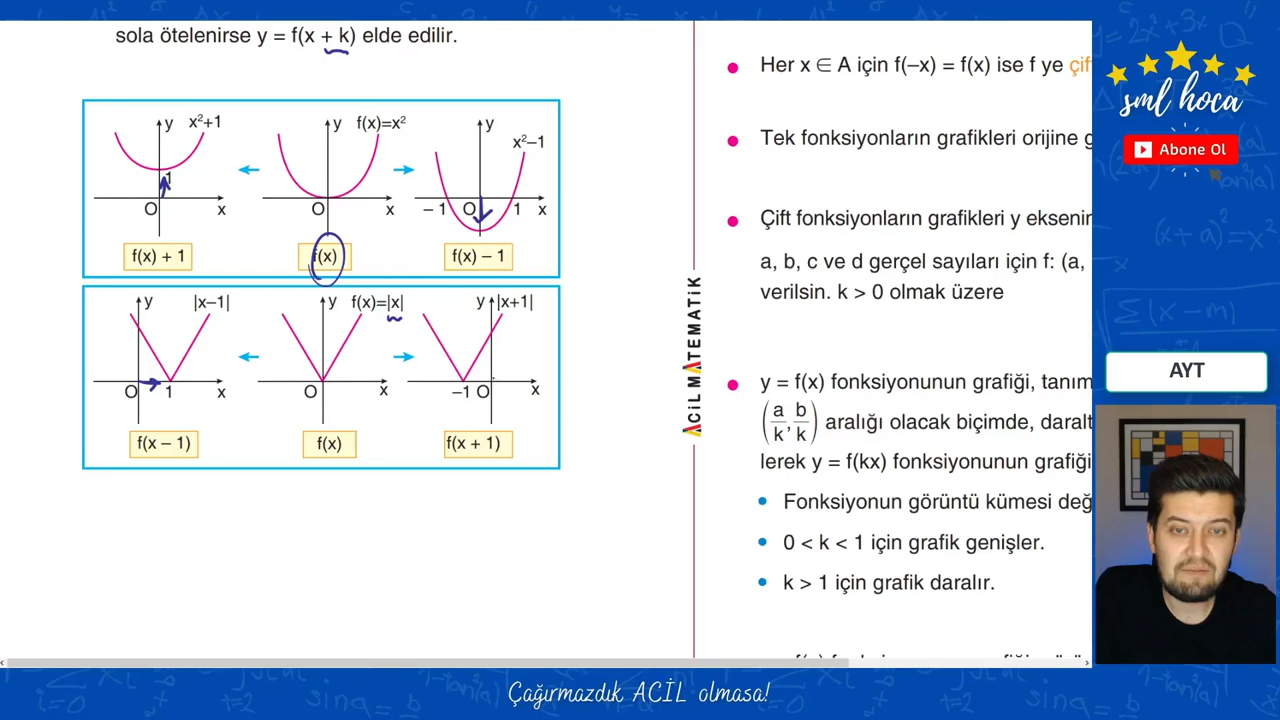 sola ötelenirse y = f(x + k) elde edilir.
y x²+1
1
O x
f(x) + 1
y f(x)=x²
O x
f(x)
y
x²–1
– 1 O 1 x
f(x) – 1
y |x–1|
O 1 x
f(x – 1)
y f(x)=|x|
O x
f(x)
y |x+1|
–1 O x
f(x + 1)
ACİL MATEMATİK
Her x ∈ A için f(–x) = f(x) ise f ye çif
Tek fonksiyonların grafikleri orijine g
Çift fonksiyonların grafikleri y eksenin
a, b, c ve d gerçel sayıları için f: (a,
verilsin. k > 0 olmak üzere
y = f(x) fonksiyonunun grafiği, tanım
(a/k, b/k) aralığı olacak biçimde, daralt
lerek y = f(kx) fonksiyonunun grafiği
Fonksiyonun görüntü kümesi değ
0 < k < 1 için grafik genişler.
k > 1 için grafik daralır.
sml hoca
Abone Ol
AYT
Çağırmazdık ACİL olmasa!